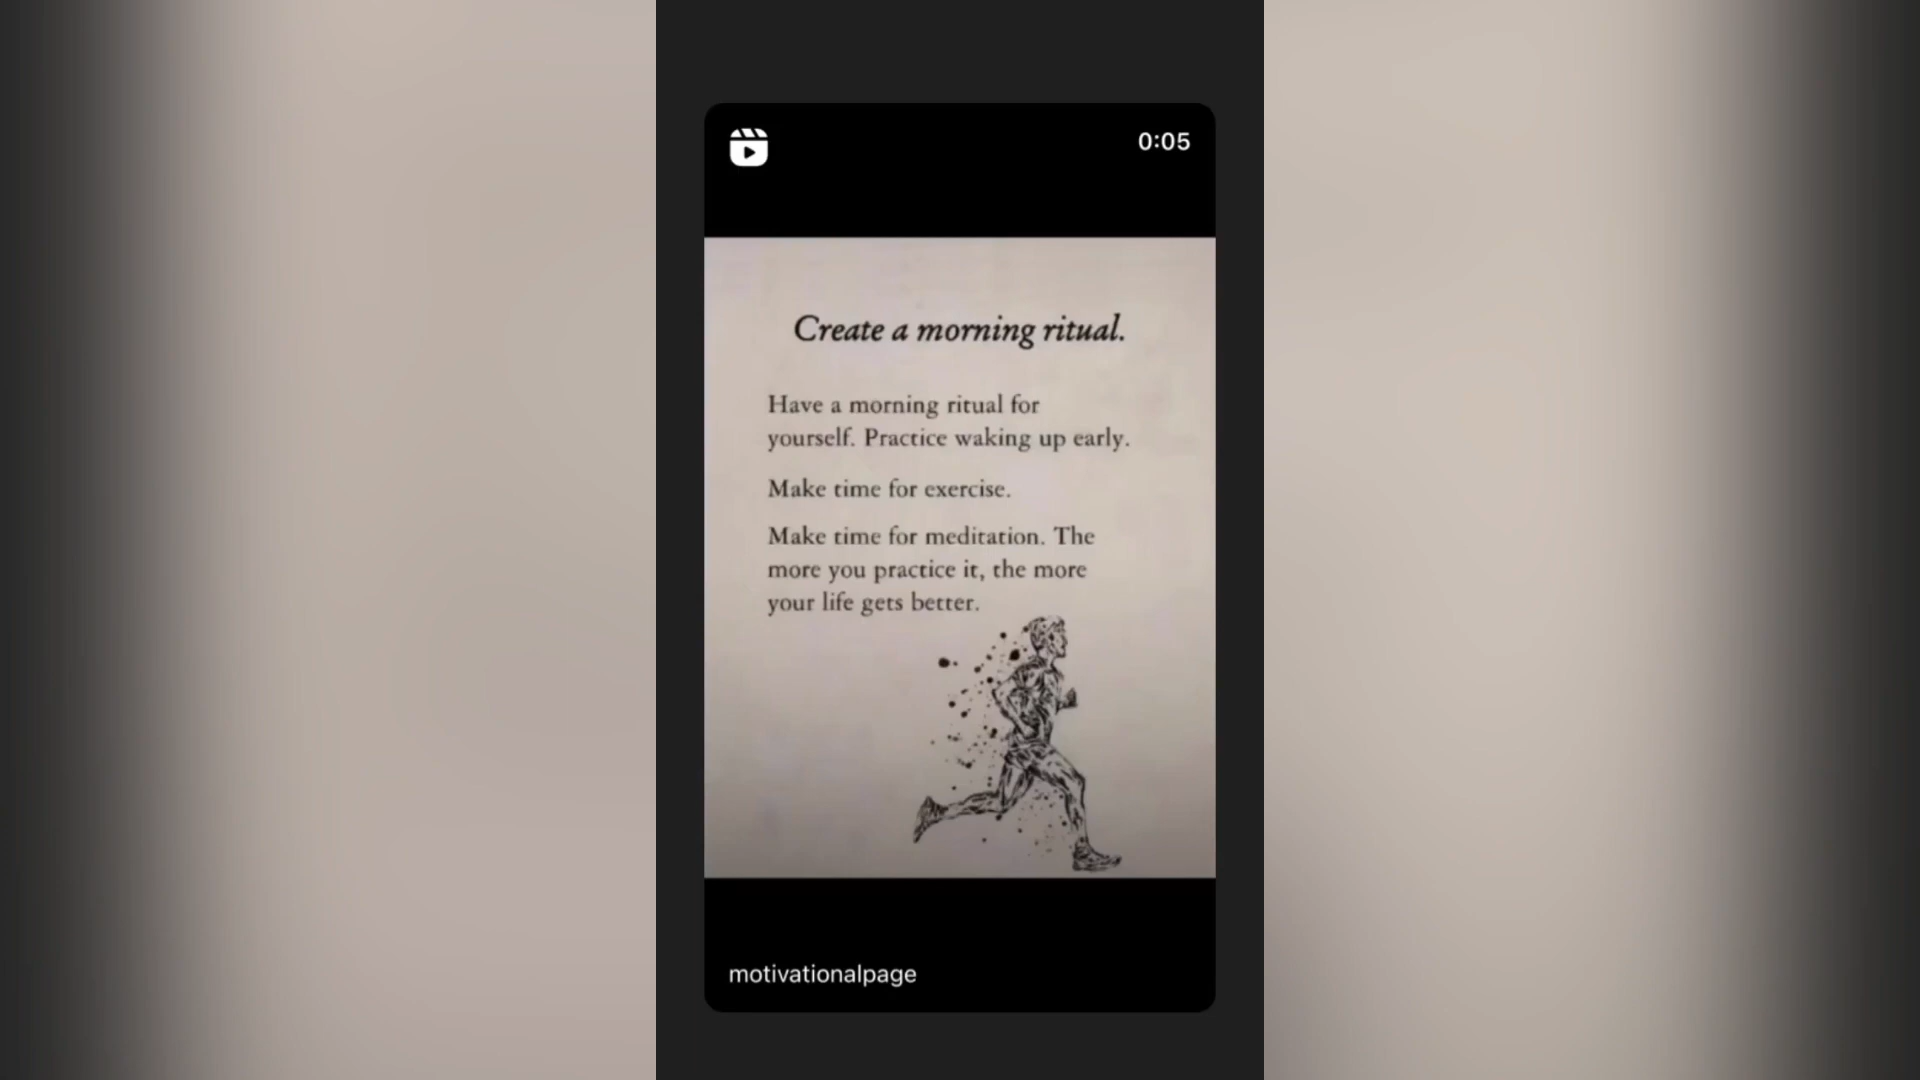 0:05
Create a morning ritual.
Have a morning ritual for
yourself. Practice waking up early.
Make time for exercise.
Make time for meditation. The
more you practice it, the more
your life gets better.
motivationalpage